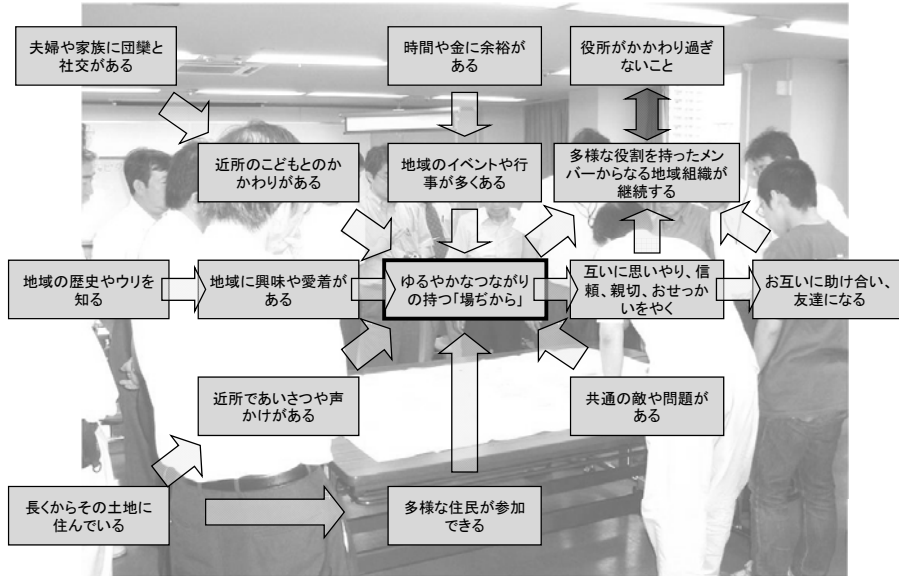 夫婦や家族に団欒と
社交がある
時間や金に余裕が
ある
役所がかかわり過ぎ
ないこと
近所のこどもとのか
かわりがある
地域のイベントや行
事が多くある
多様な役割を持ったメン
バーからなる地域組織が
継続する
地域の歴史やウリを
知る
地域に興味や愛着が
ある
ゆるやかなつながり
の持つ「場ぢから」
互いに思いやり、信
頼、親切、おせっか
いをやく
お互いに助け合い、
友達になる
近所であいさつや声
かけがある
共通の敵や問題が
ある
長くからその土地に
住んでいる
多様な住民が参加
できる